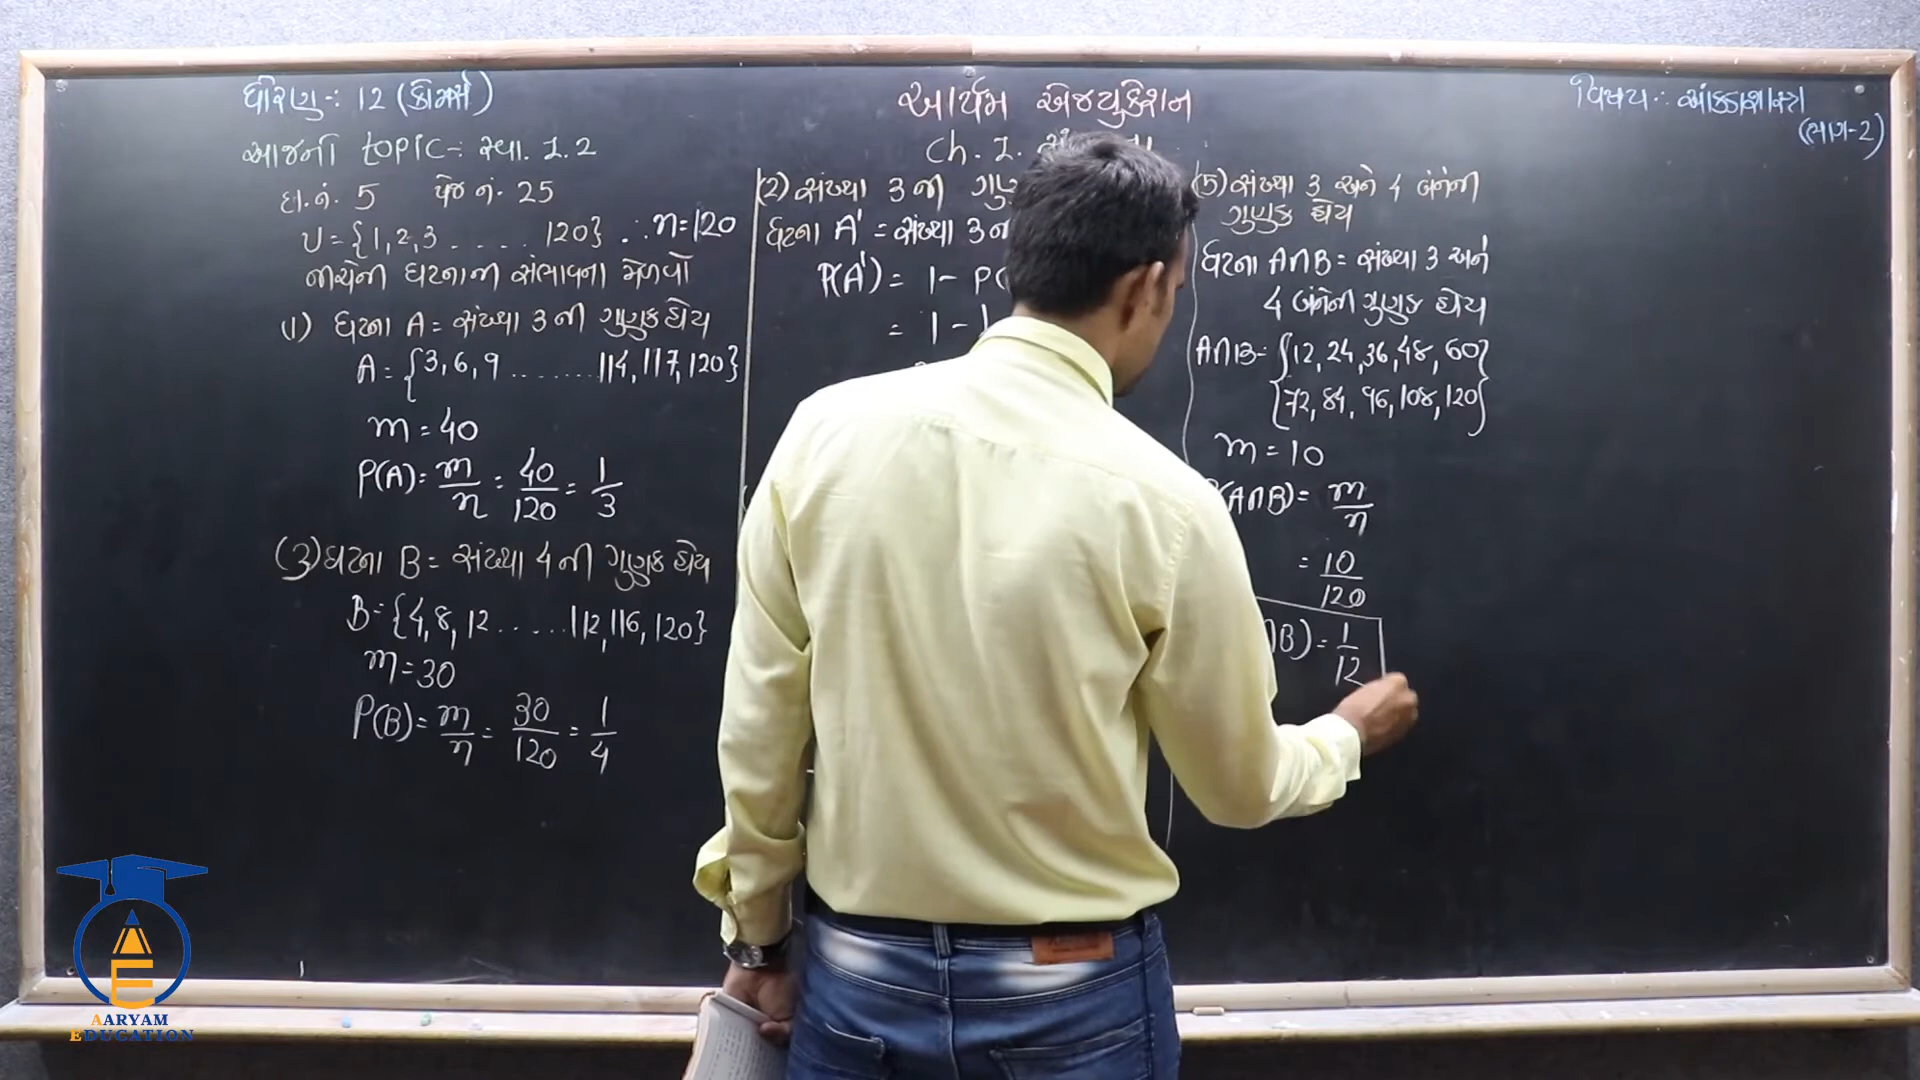 ધોરણ-: 12 (કોમર્સ)
આર્યમ એજ્યુકેશન
વિષય-: આંકડાશાસ્ત્ર
(ભાગ-2)
આજનો topic-: સ્વા. 1.2
ch. 1.
દા.નં. 5 પેજ નં. 25
U = {1, 2, 3 ..... 120} ∴ n = 120
નીચેની ઘટનાની સંભાવના મેળવો
(1) ઘટના A = સંખ્યા 3 ની ગુણક હોય
A = {3, 6, 9 ....... 114, 117, 120}
m = 40
P(A) = m/n = 40/120 = 1/3
(3) ઘટના B = સંખ્યા 4 ની ગુણક હોય
B = {4, 8, 12 ..... 112, 116, 120}
m = 30
P(B) = m/n = 30/120 = 1/4
(2) સંખ્યા 3 ની
ઘટના A' = સંખ્યા 3
P(A') = 1 - P(
= 1 -
(5) સંખ્યા 3 અને 4 બંનેની
ગુણક હોય
ઘટના A∩B = સંખ્યા 3 અને
4 બંનેની ગુણક હોય
A∩B = {12, 24, 36, 48, 60
72, 84, 96, 108, 120}
m = 10
(A∩B) = m/n
= 10/120
∩B) = 1/12
AARYAM
EDUCATION